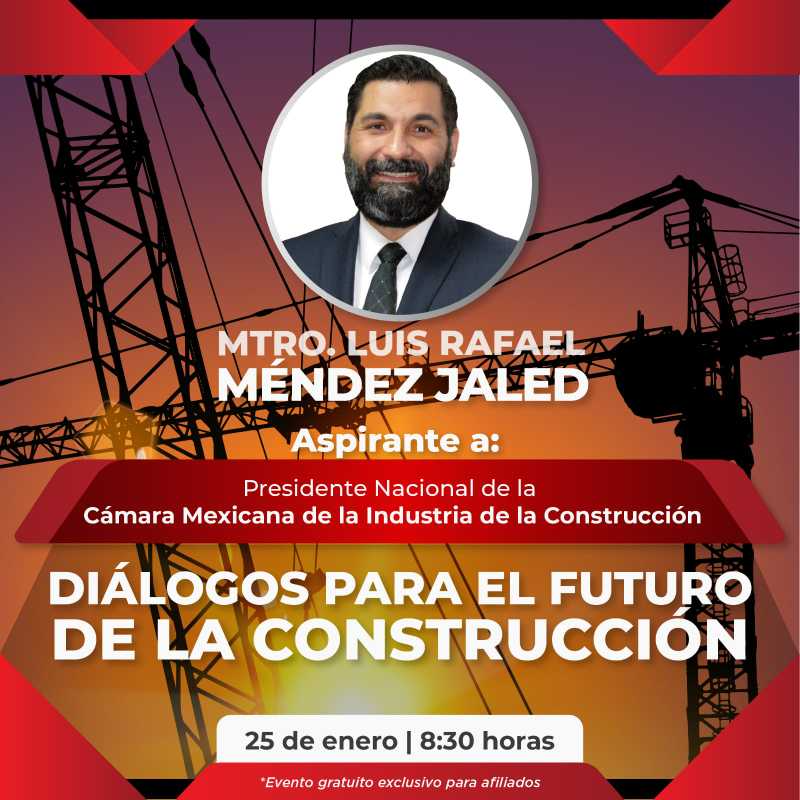 MTRO. LUIS RAFAEL
MÉNDEZ JALED
Aspirante a:
Presidente Nacional de la
Cámara Mexicana de la Industria de la Construcción
DIÁLOGOS PARA EL FUTURO
DE LA CONSTRUCCIÓN
25 de enero | 8:30 horas
*Evento gratuito exclusivo para afiliados